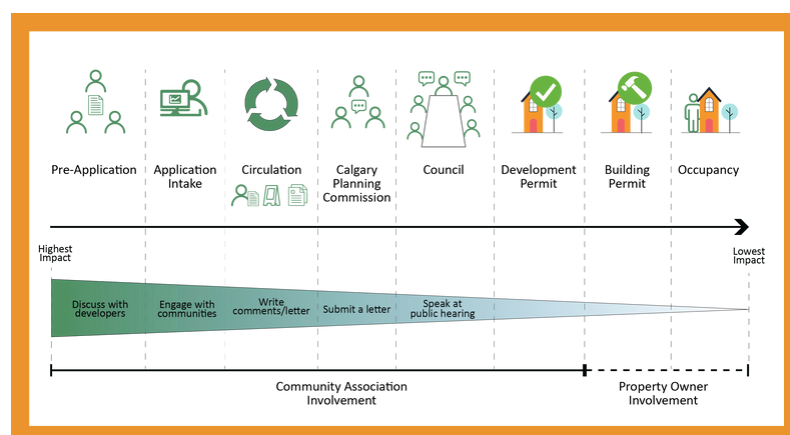 Pre-Application
Application
Intake
Circulation
Calgary
Planning
Commission
Council
Development
Permit
Building
Permit
Occupancy
Highest
Impact
Lowest
Impact
Discuss with
developers
Engage with
communities
Write
comments/letter
Submit a letter
Speak at
public hearing
Community Association
Involvement
Property Owner
Involvement